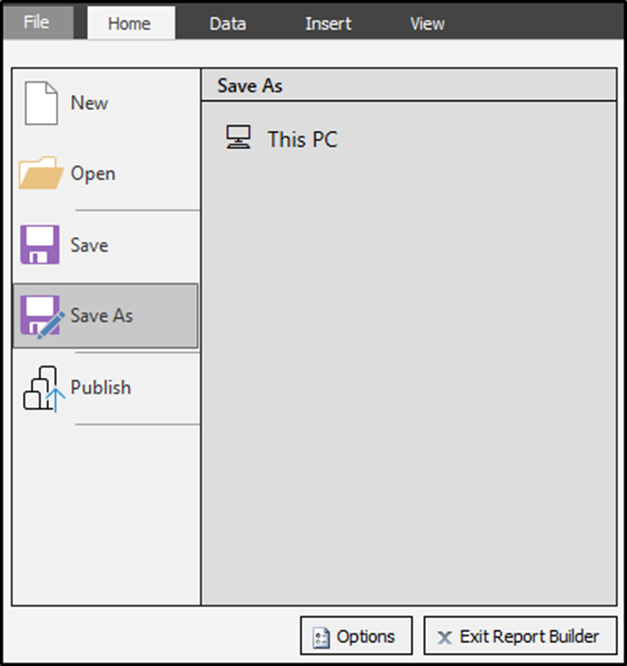 File Home Data Insert View
New
Open
Save
Save As
Publish
Save As
This PC
Options Exit Report Builder